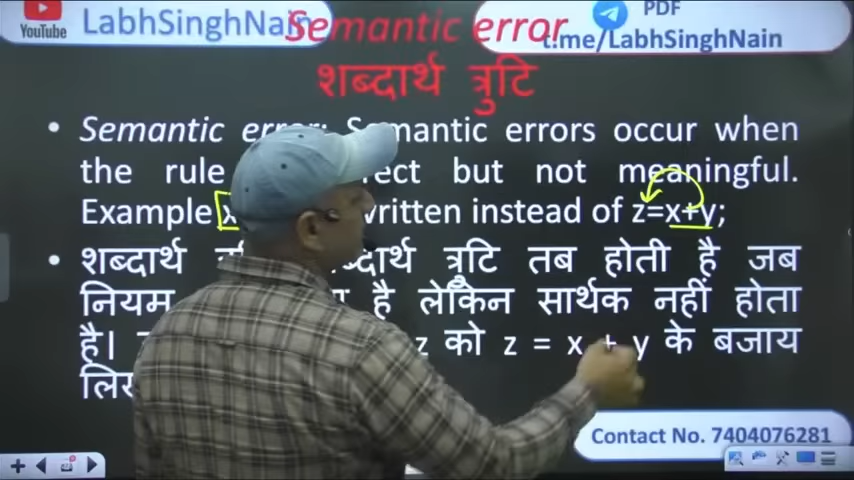 YouTube
LabhSinghNain
Semantic error
PDF
t.me/LabhSinghNain
शब्दार्थ त्रुटि
• Semantic error: Semantic errors occur when
the rule but not meaningful.
Example x written instead of z=x+y;
• शब्दार्थ त्रुटि तब होती है जब
नियम है लेकिन सार्थक नहीं होता
है। z को z = x + y के बजाय
Contact No. 7404076281